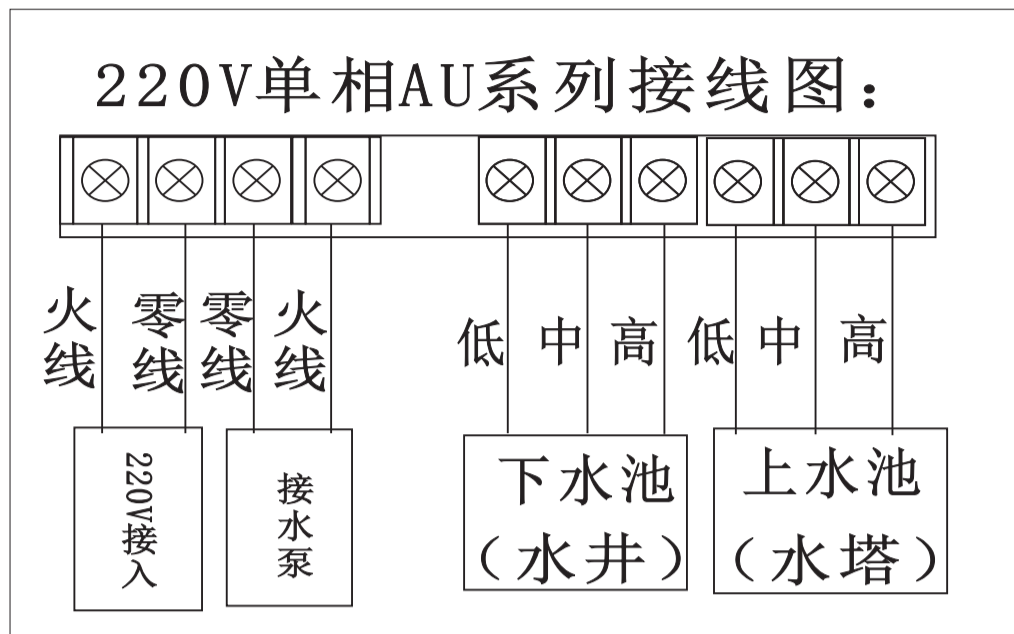 220V单相AU系列接线图：
火线
零线
零线
火线
低
中
高
低
中
高
220V接入
接水泵
下水池
（水井）
上水池
（水塔）